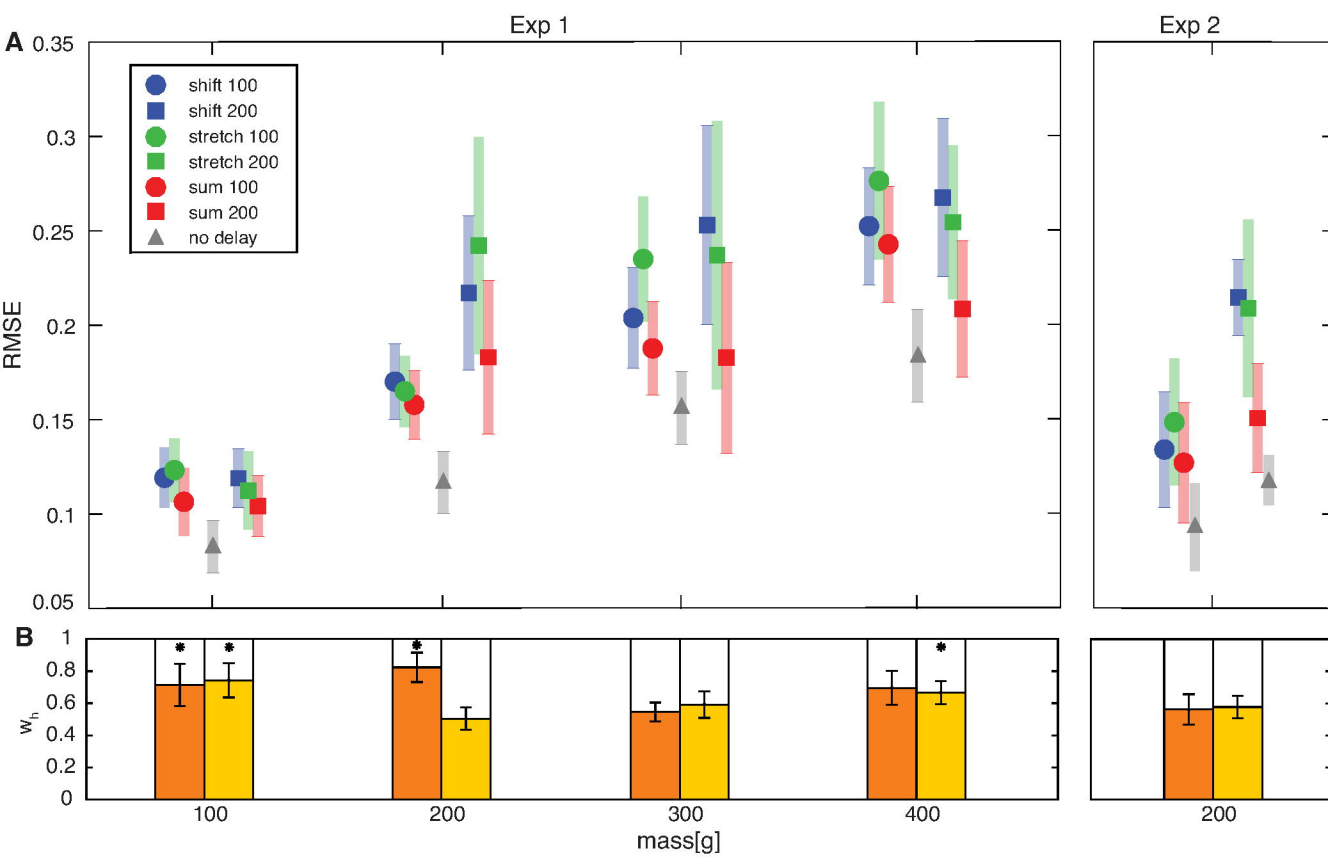 Exp 1
Exp 2
A
0.35
0.3
0.25
0.2
0.15
0.1
0.05
RMSE
shift 100
shift 200
stretch 100
stretch 200
sum 100
sum 200
no delay
B
1
0.8
0.6
0.4
0.2
0
wh
* * * *
100 200 300 400 200
mass[g]